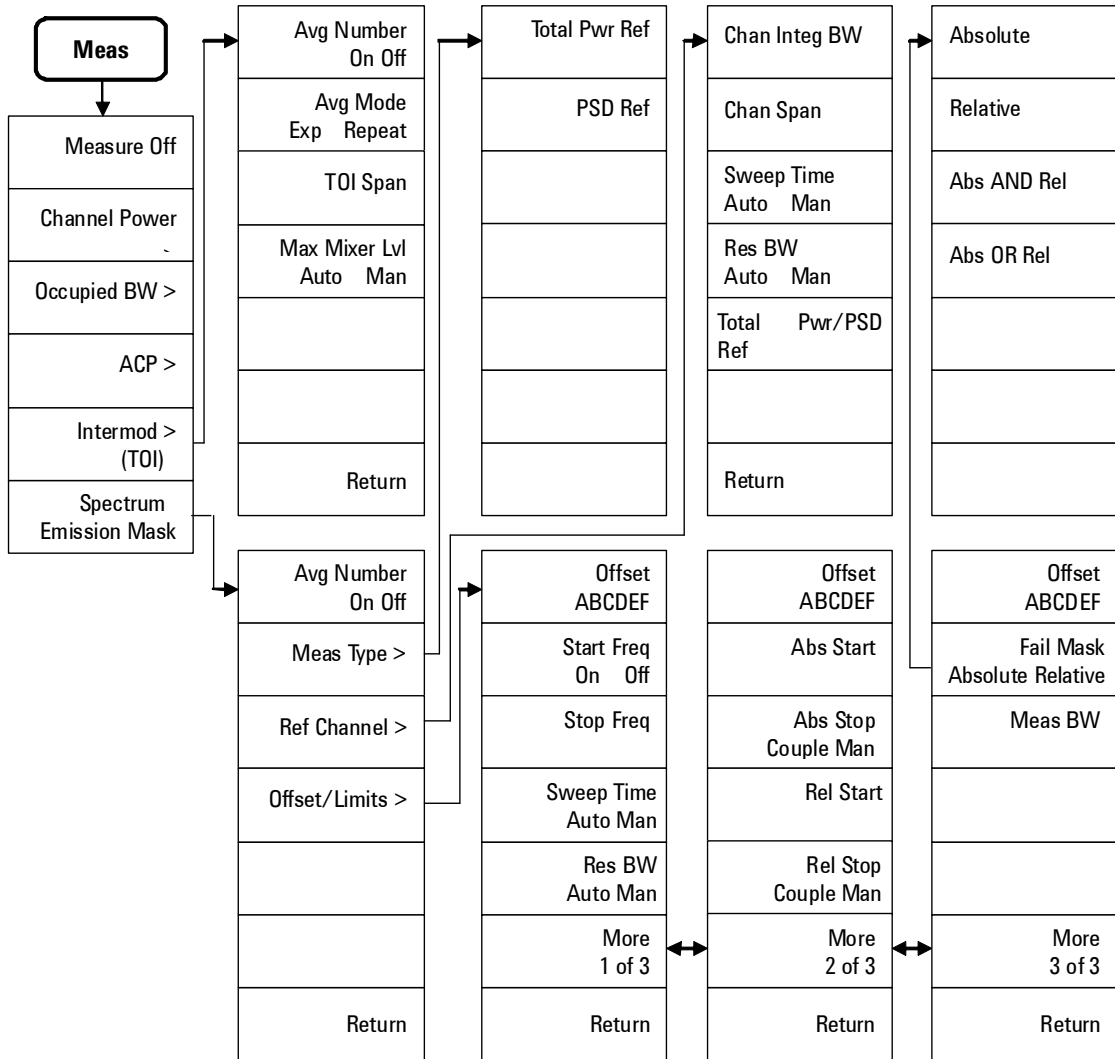 Meas
Measure Off
Channel Power
Occupied BW >
ACP >
Intermod >
(TOI)
Spectrum
Emission Mask
Avg Number
On Off
Avg Mode
Exp Repeat
TOI Span
Max Mixer Lvl
Auto Man
Return
Total Pwr Ref
PSD Ref
Chan Integ BW
Chan Span
Sweep Time
Auto Man
Res BW
Auto Man
Total Pwr/PSD
Ref
Return
Absolute
Relative
Abs AND Rel
Abs OR Rel
Avg Number
On Off
Meas Type >
Ref Channel >
Offset/Limits >
Return
Offset
ABCDEF
Start Freq
On Off
Stop Freq
Sweep Time
Auto Man
Res BW
Auto Man
More
1 of 3
Return
Offset
ABCDEF
Abs Start
Abs Stop
Couple Man
Rel Start
Rel Stop
Couple Man
More
2 of 3
Return
Offset
ABCDEF
Fail Mask
Absolute Relative
Meas BW
More
3 of 3
Return